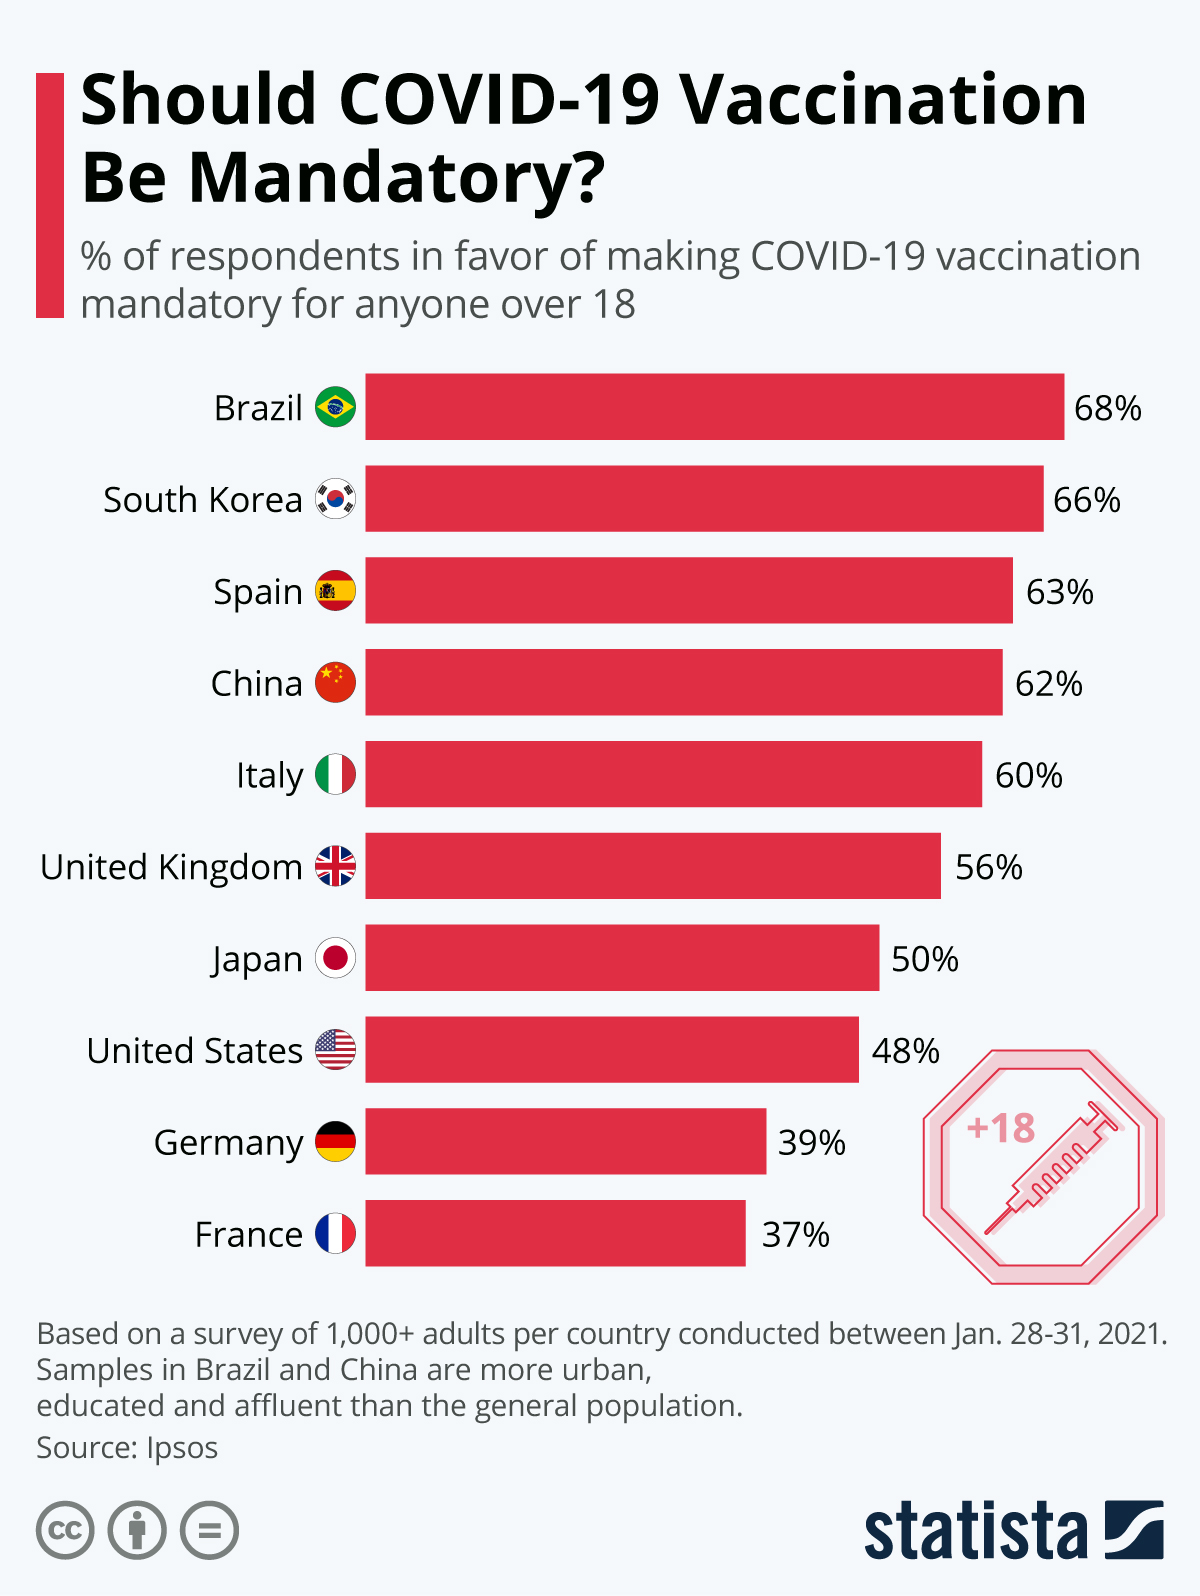 Should COVID-19 Vaccination
Be Mandatory?
% of respondents in favor of making COVID-19 vaccination
mandatory for anyone over 18
Brazil 68%
South Korea 66%
Spain 63%
China 62%
Italy 60%
United Kingdom 56%
Japan 50%
United States 48%
Germany 39%
France 37%
+18
Based on a survey of 1,000+ adults per country conducted between Jan. 28-31, 2021.
Samples in Brazil and China are more urban,
educated and affluent than the general population.
Source: Ipsos
cc
statista